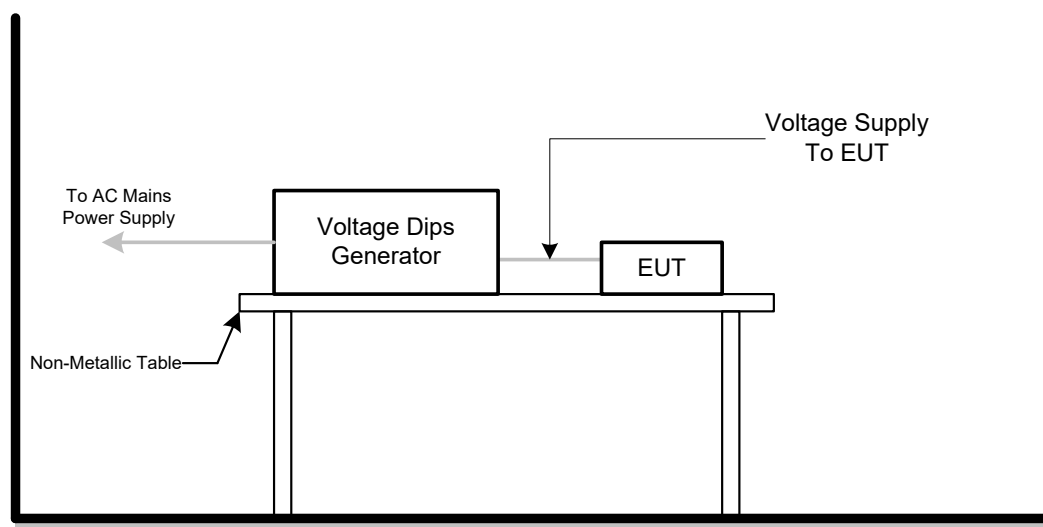 Voltage Supply
To EUT
To AC Mains
Power Supply
Voltage Dips
Generator
EUT
Non-Metallic Table